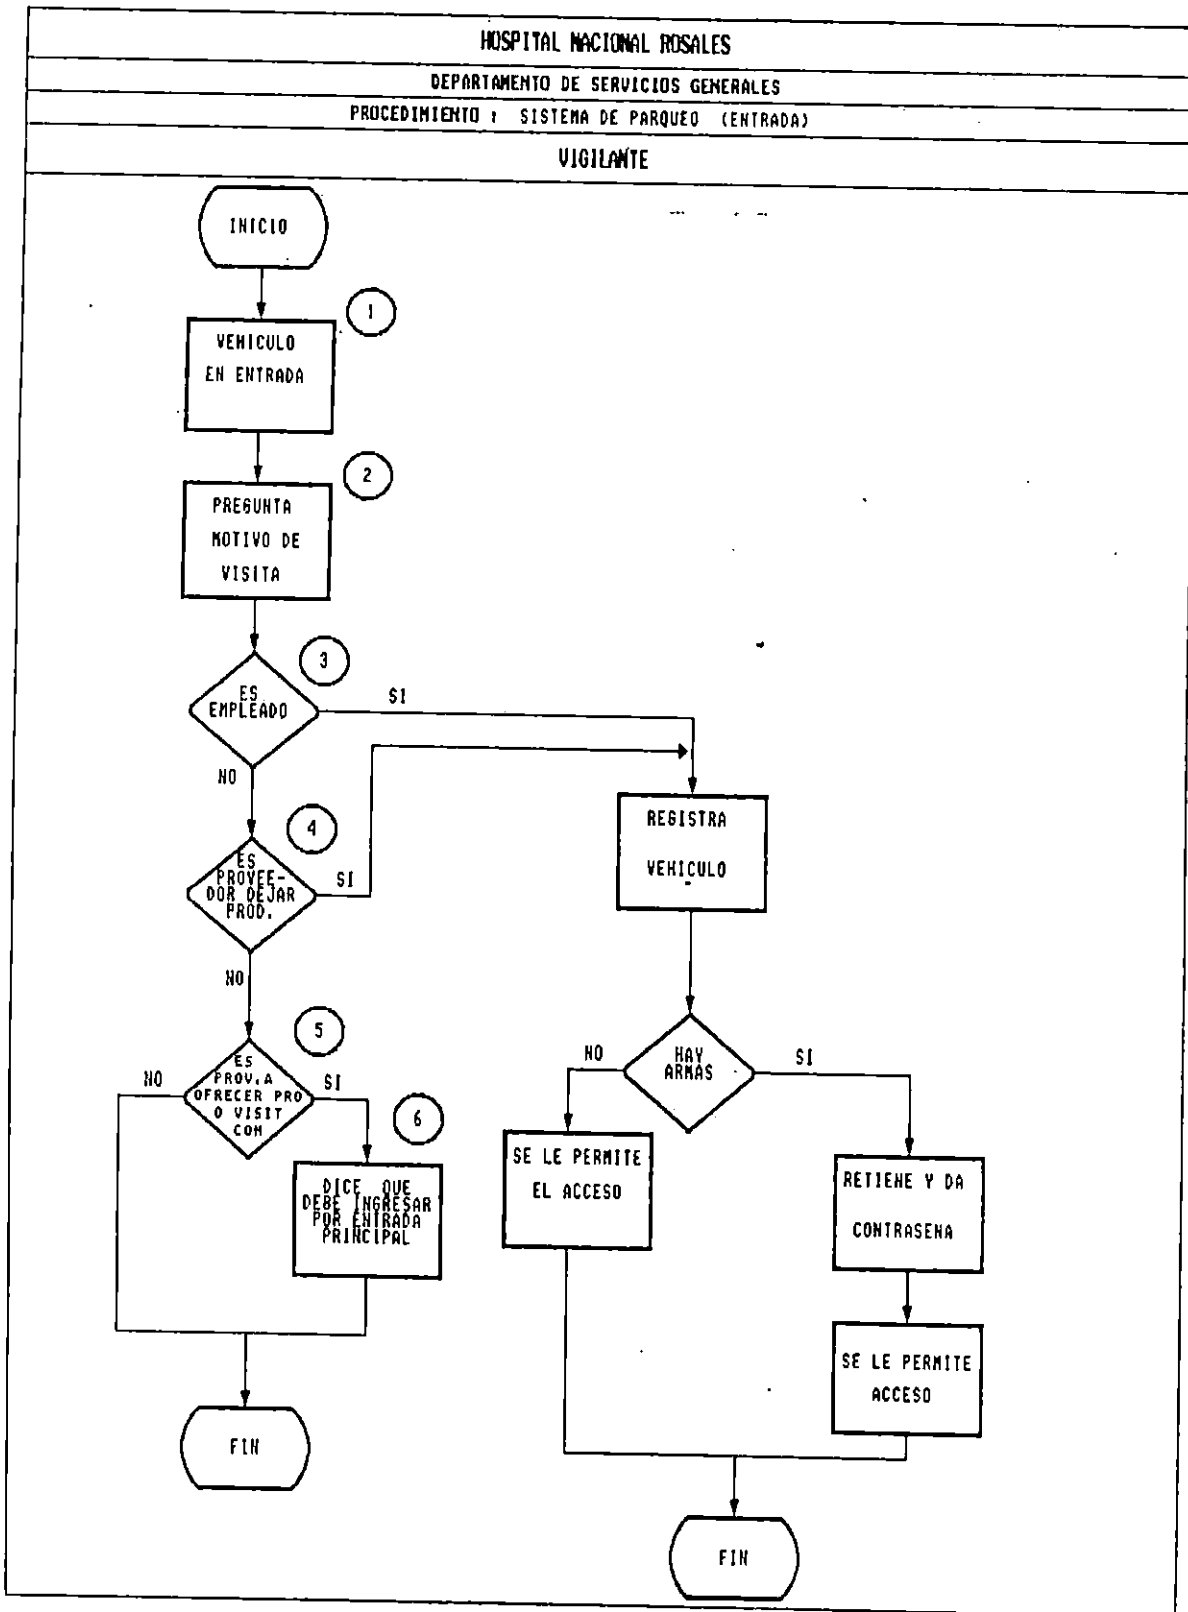 HOSPITAL NACIONAL ROSALES
DEPARTAMENTO DE SERVICIOS GENERALES
PROCEDIMIENTO : SISTEMA DE PARQUEO (ENTRADA)
VIGILANTE
INICIO
1
VEHICULO
EN ENTRADA
2
PREGUNTA
MOTIVO DE
VISITA
3
ES
EMPLEADO
SI
NO
4
ES
PROVEE-
DOR DEJAR
PROD.
SI
NO
5
ES
PROV.A
OFRECER PRO
O VISIT
COM
NO
SI
6
DICE QUE
DEBE INGRESAR
POR ENTRADA
PRINCIPAL
FIN
REGISTRA
VEHICULO
HAY
ARMAS
NO
SI
SE LE PERMITE
EL ACCESO
RETIENE Y DA
CONTRASENA
SE LE PERMITE
ACCESO
FIN